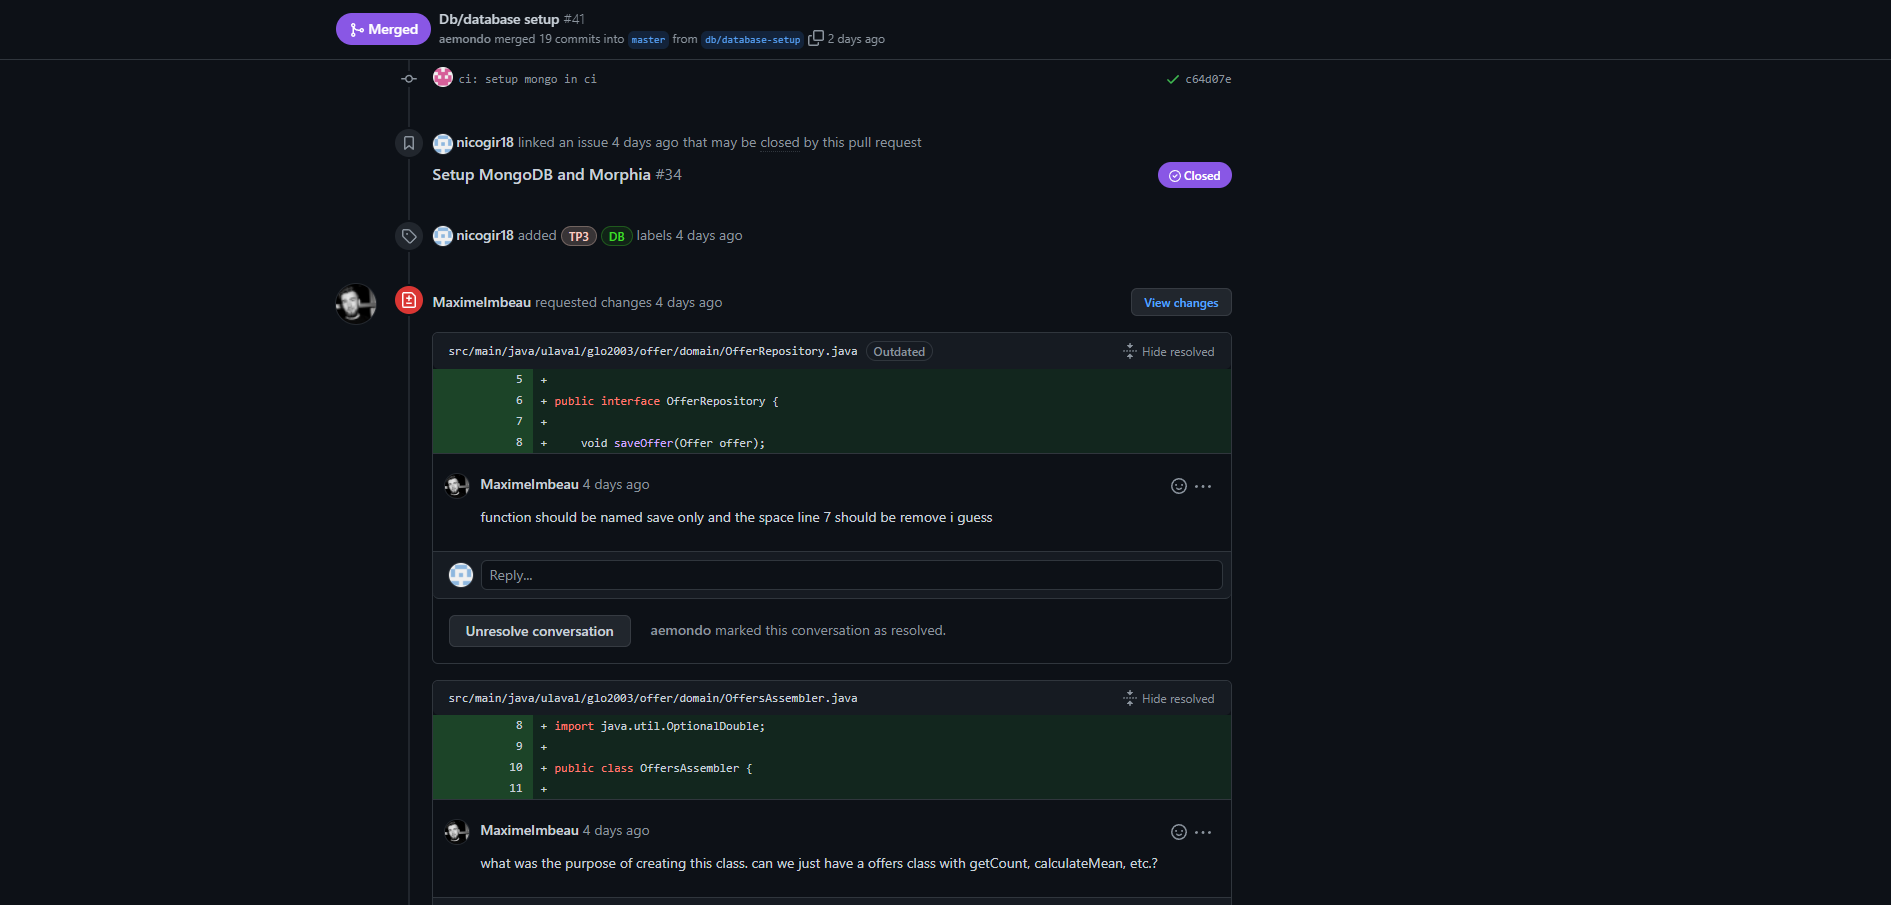 Merged
Db/database setup #41
aemondo merged 19 commits into master from db/database-setup 2 days ago
ci: setup mongo in ci c64d07e
nicogir18 linked an issue 4 days ago that may be closed by this pull request
Setup MongoDB and Morphia #34 Closed
nicogir18 added TP3 DB labels 4 days ago
MaximeImbeau requested changes 4 days ago View changes
src/main/java/ulaval/glo2003/offer/domain/OfferRepository.java Outdated Hide resolved
5 +
6 + public interface OfferRepository {
7 +
8 + void saveOffer(Offer offer);
MaximeImbeau 4 days ago
function should be named save only and the space line 7 should be remove i guess
Reply...
Unresolve conversation aemondo marked this conversation as resolved.
src/main/java/ulaval/glo2003/offer/domain/OffersAssembler.java Hide resolved
8 + import java.util.OptionalDouble;
9 +
10 + public class OffersAssembler {
11 +
MaximeImbeau 4 days ago
what was the purpose of creating this class. can we just have a offers class with getCount, calculateMean, etc.?